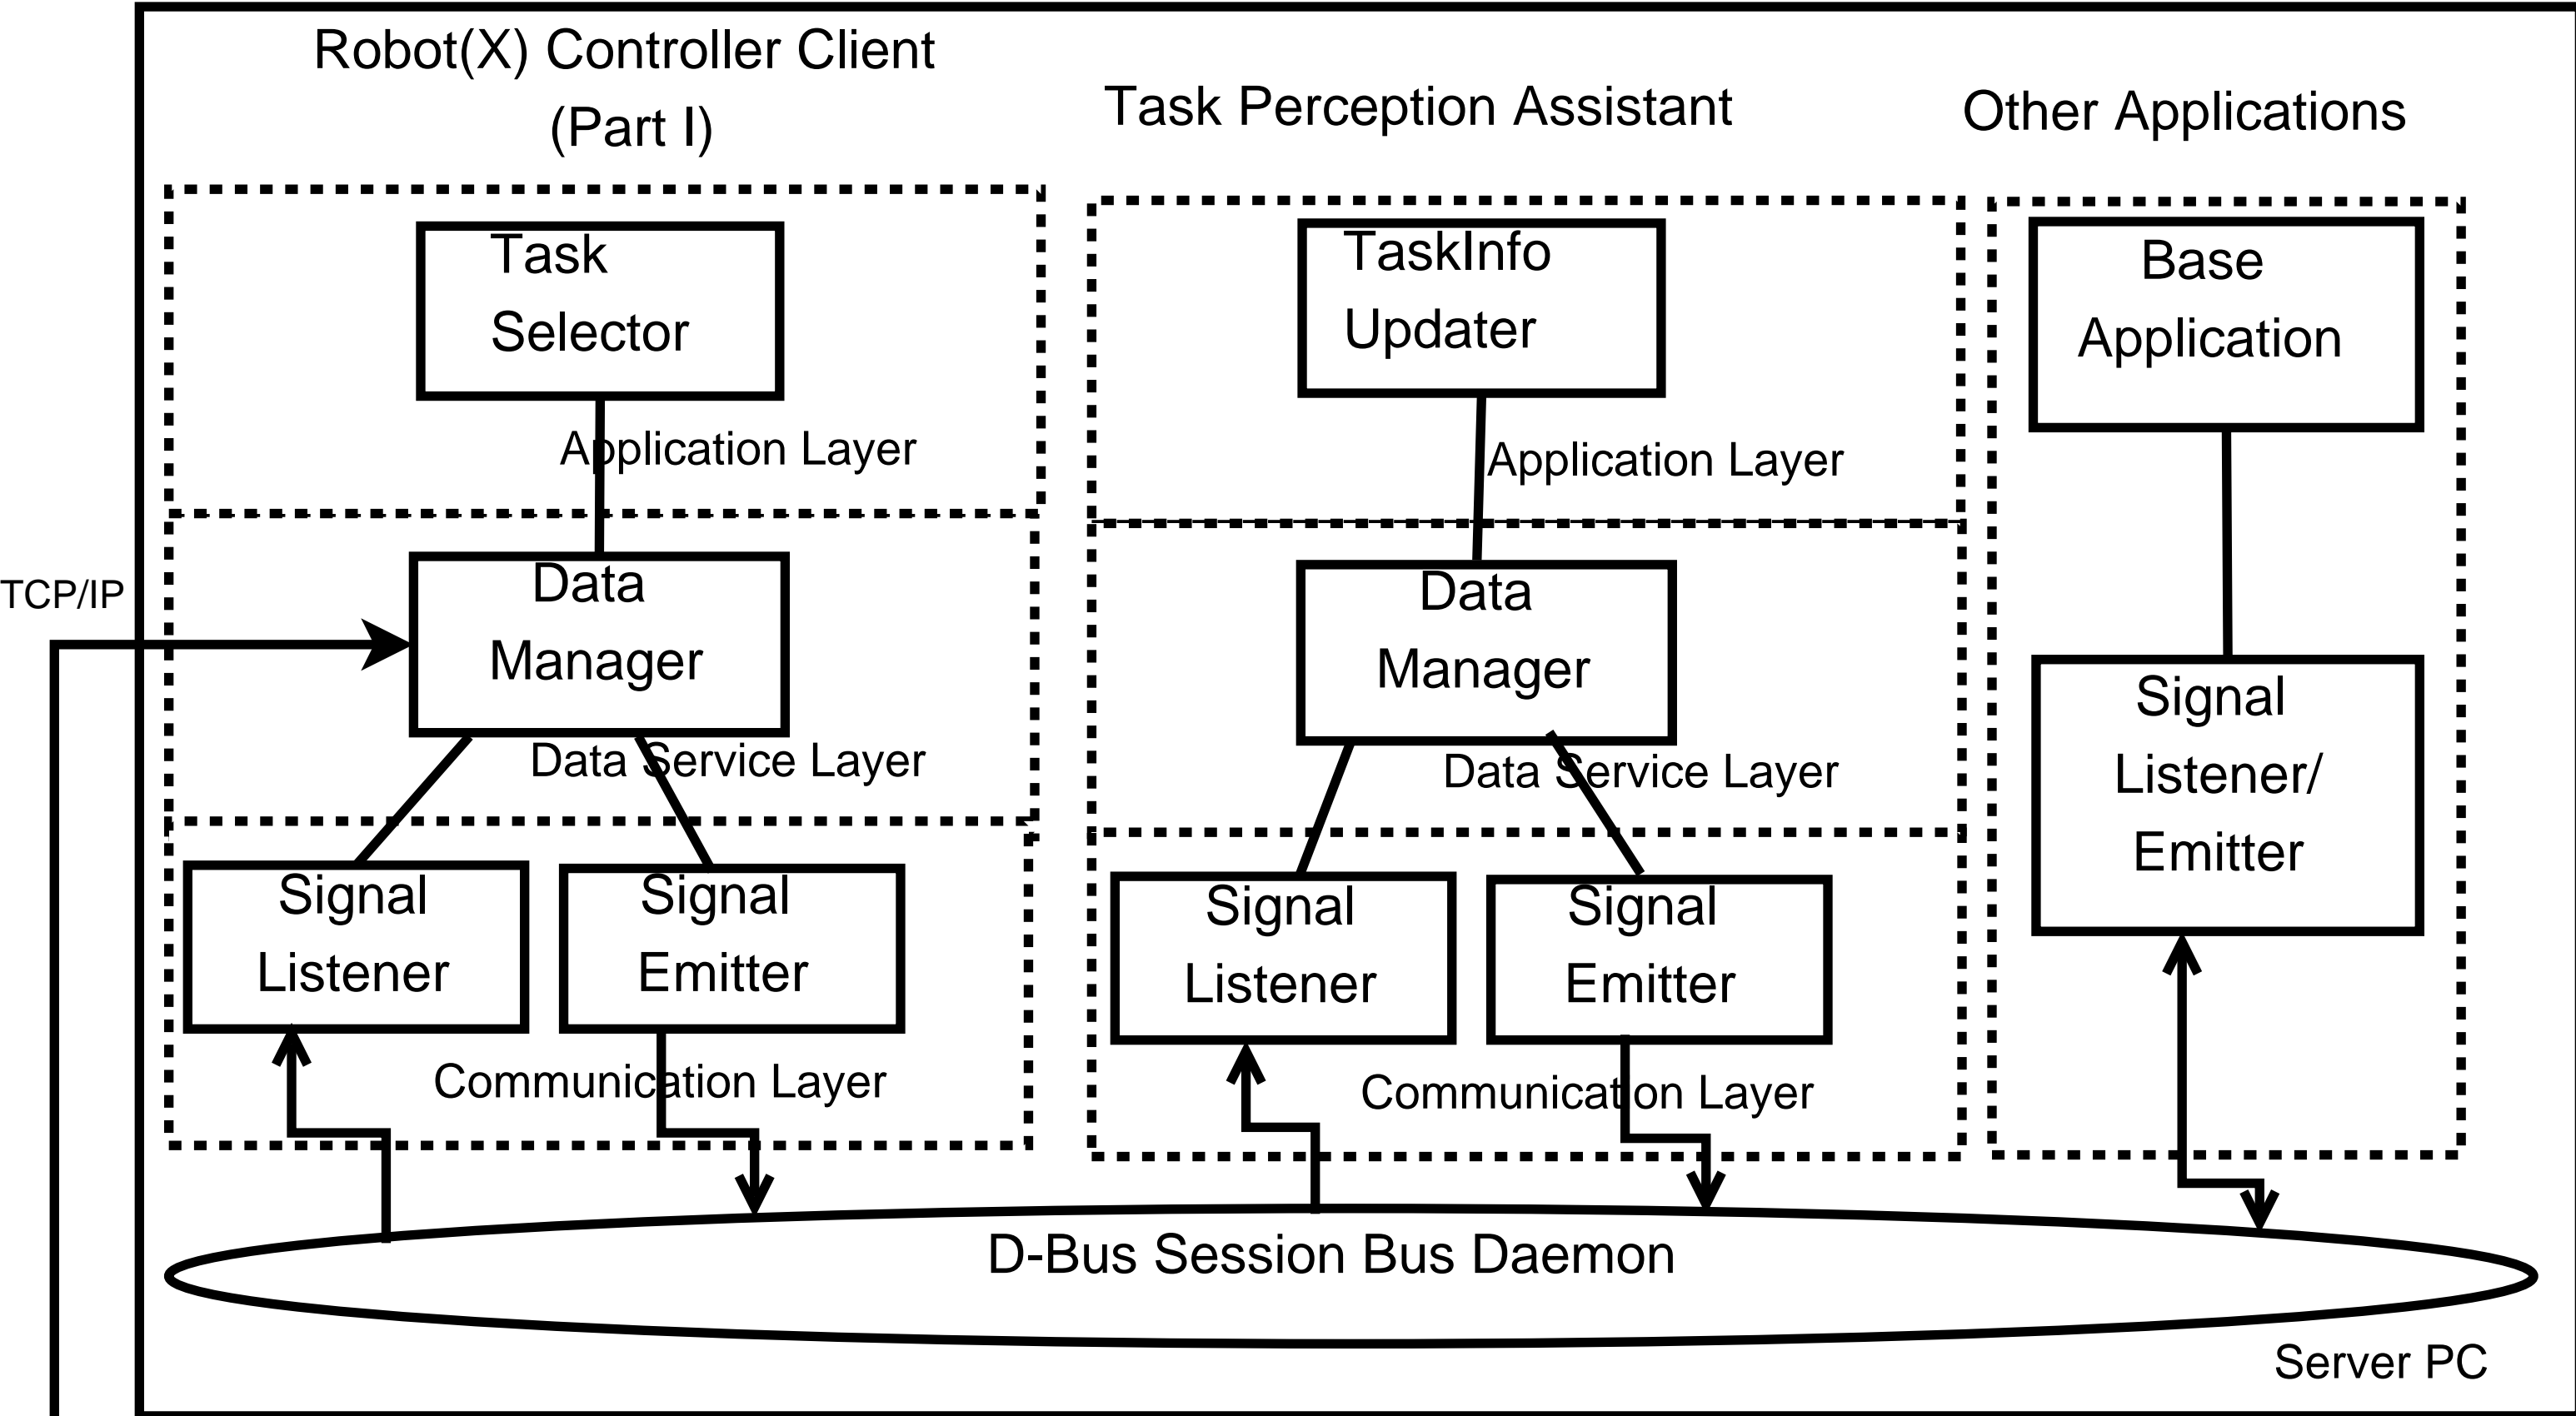 Robot(X) Controller Client
(Part I)
Task Perception Assistant
Other Applications
Task
Selector
Application Layer
TaskInfo
Updater
Application Layer
Base
Application
TCP/IP
Data
Manager
Data Service Layer
Data
Manager
Data Service Layer
Signal
Listener/
Emitter
Signal
Listener
Signal
Emitter
Communication Layer
Signal
Listener
Signal
Emitter
Communication Layer
D-Bus Session Bus Daemon
Server PC